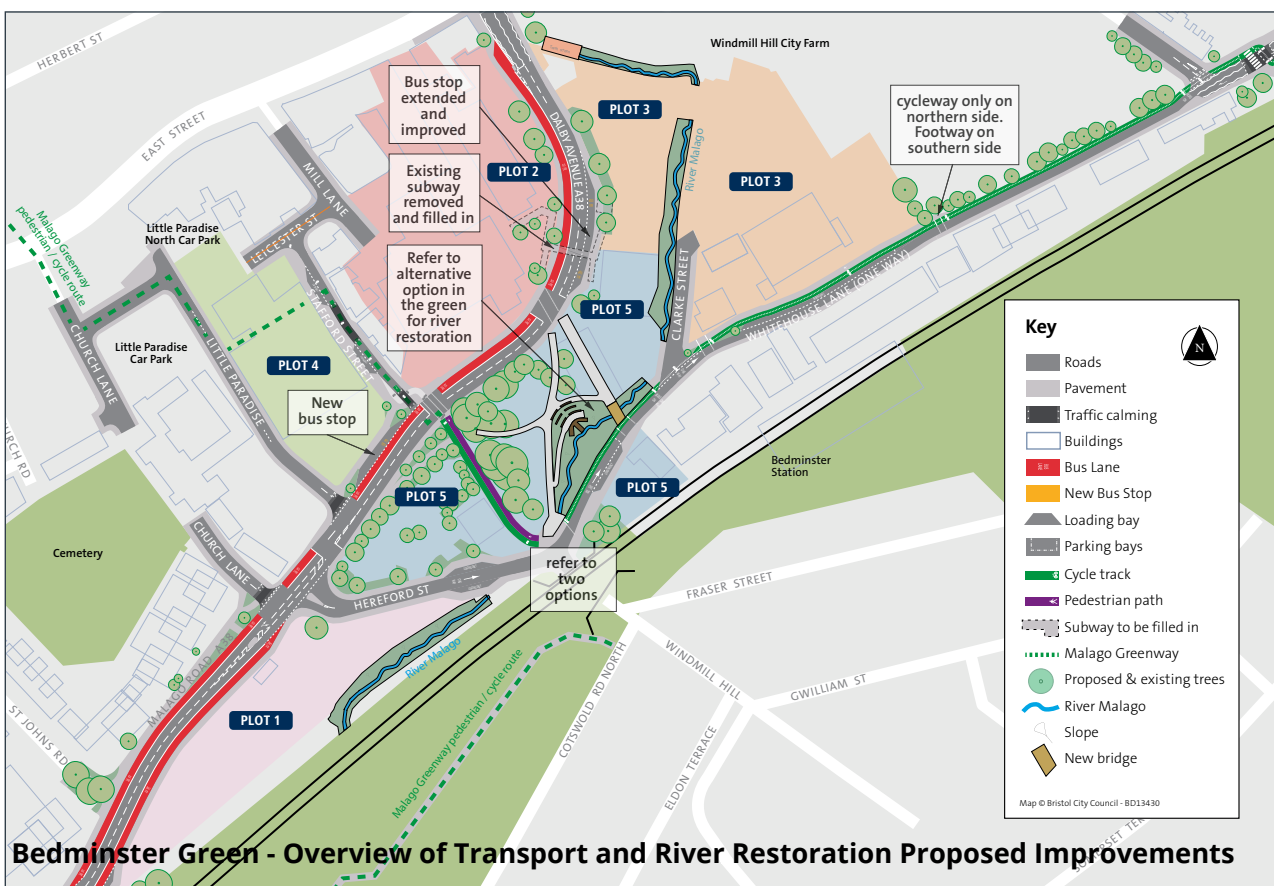 HERBERT ST
EAST STREET
Windmill Hill City Farm
Bus stop
extended
and
improved
Existing
subway
removed
and filled in
Refer to
alternative
option in
the green
for river
restoration
cycleway only on
northern side.
Footway on
southern side
DALBY AVENUE A38
PLOT 3
PLOT 2
PLOT 3
River Malago
MILL LANE
LEICESTER ST
Malago Greenway
pedestrian / cycle route
Little Paradise
North Car Park
STAFFORD STREET
CLARKE STREET
WHITEHOUSE LANE (ONE WAY)
PLOT 5
CHURCH LANE
Little Paradise
Car Park
LITTLE PARADISE
PLOT 4
New
bus stop
PLOT 5
PLOT 5
Bedminster
Station
CHURCH RD
Cemetery
CHURCH LANE
HEREFORD ST
refer to
two
options
FRASER STREET
River Malago
MALAGO ROAD A38
PLOT 1
ST JOHNS RD
Malago Greenway pedestrian / cycle route
COTSWOLD RD NORTH
WINDMILL HILL
GWILLIAM ST
ELDON TERRACE
Key
N
Roads
Pavement
Traffic calming
Buildings
Bus Lane
New Bus Stop
Loading bay
Parking bays
Cycle track
Pedestrian path
Subway to be filled in
Malago Greenway
Proposed & existing trees
River Malago
Slope
New bridge
Map © Bristol City Council - BD13430
Bedminster Green - Overview of Transport and River Restoration Proposed Improvements